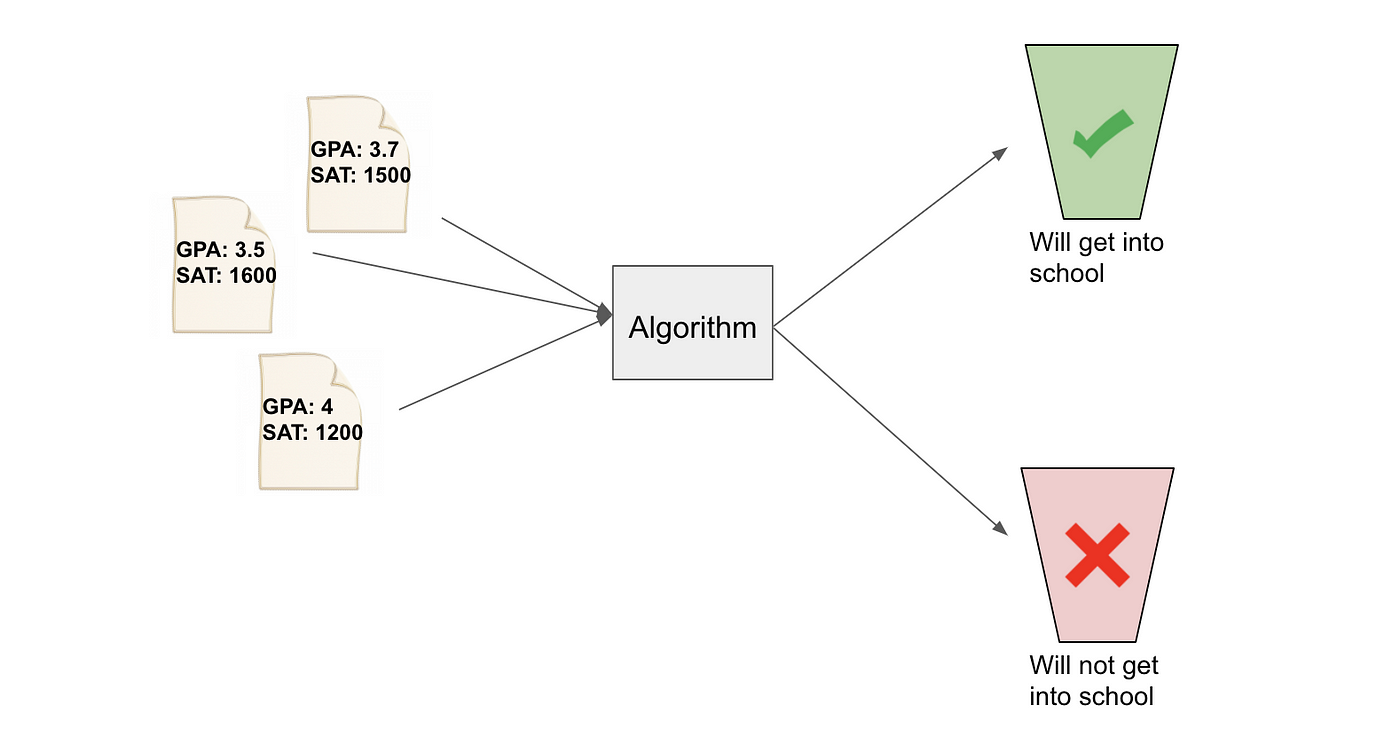 GPA: 3.7
SAT: 1500
GPA: 3.5
SAT: 1600
GPA: 4
SAT: 1200
Algorithm
Will get into
school
Will not get
into school